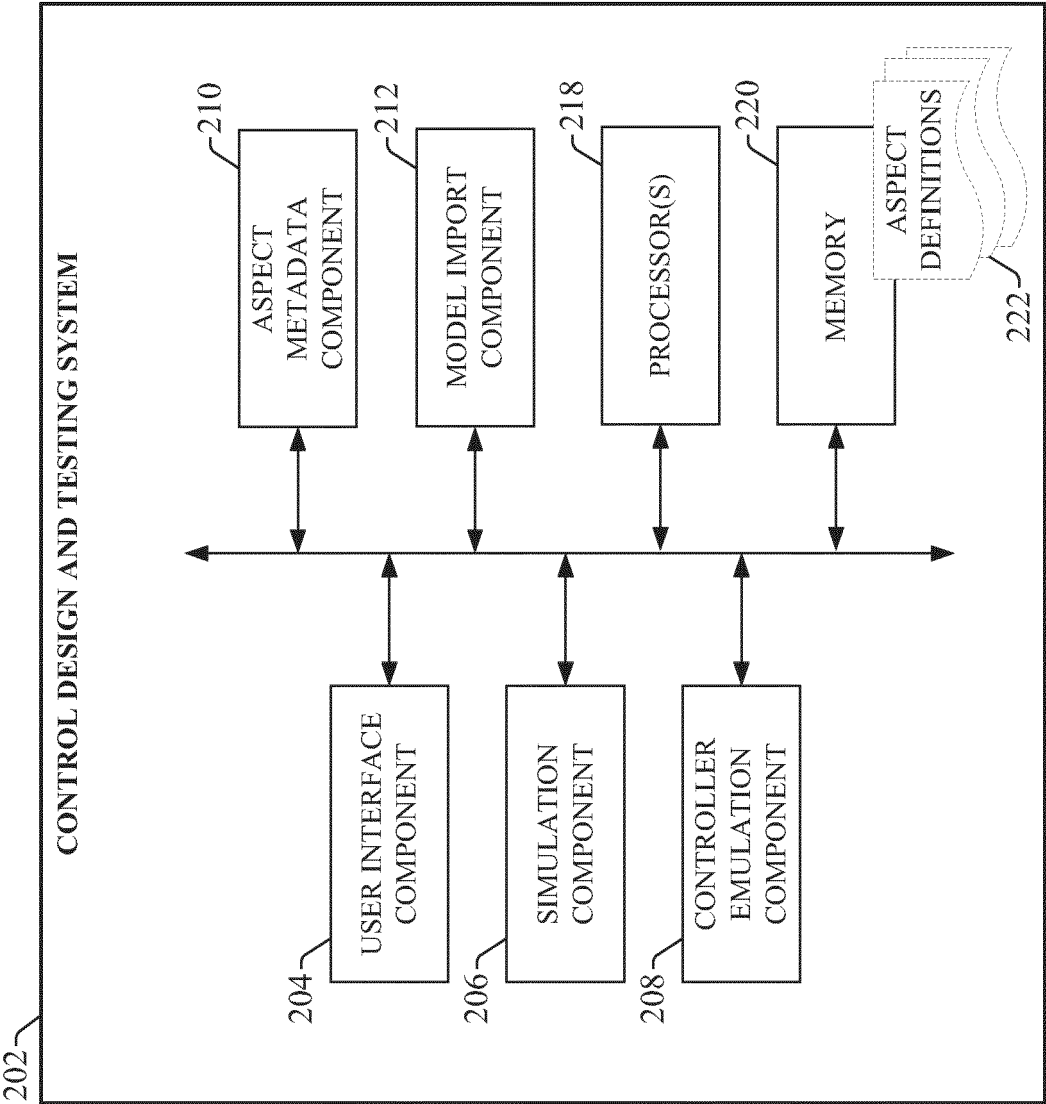 202
CONTROL DESIGN AND TESTING SYSTEM
204
USER INTERFACE
COMPONENT
206
SIMULATION
COMPONENT
208
CONTROLLER
EMULATION
COMPONENT
210
ASPECT
METADATA
COMPONENT
212
MODEL IMPORT
COMPONENT
218
PROCESSOR(S)
220
MEMORY
ASPECT
DEFINITIONS
222